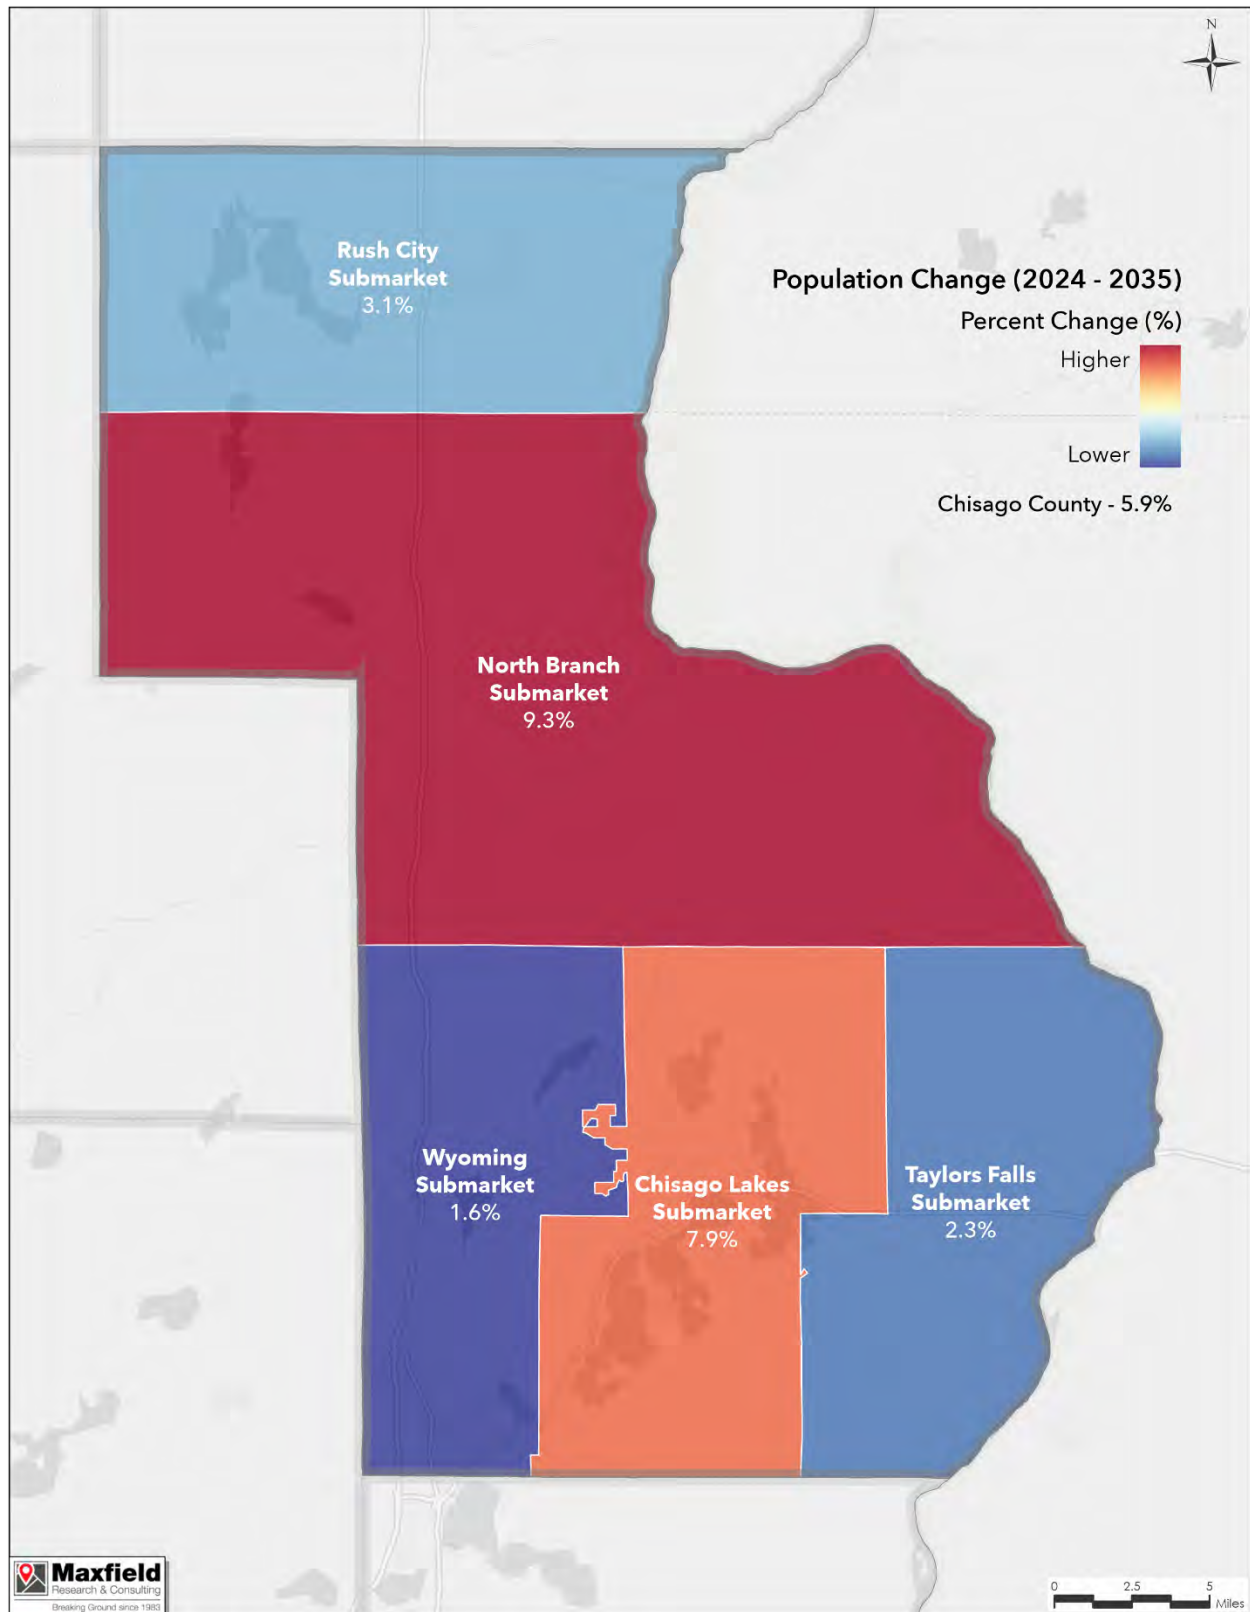 N
Rush City
Submarket
3.1%
Population Change (2024 - 2035)
Percent Change (%)
Higher
Lower
Chisago County - 5.9%
North Branch
Submarket
9.3%
Wyoming
Submarket
1.6%
Chisago Lakes
Submarket
7.9%
Taylors Falls
Submarket
2.3%
Maxfield
Research & Consulting
Breaking Ground since 1983
0 2.5 5
Miles